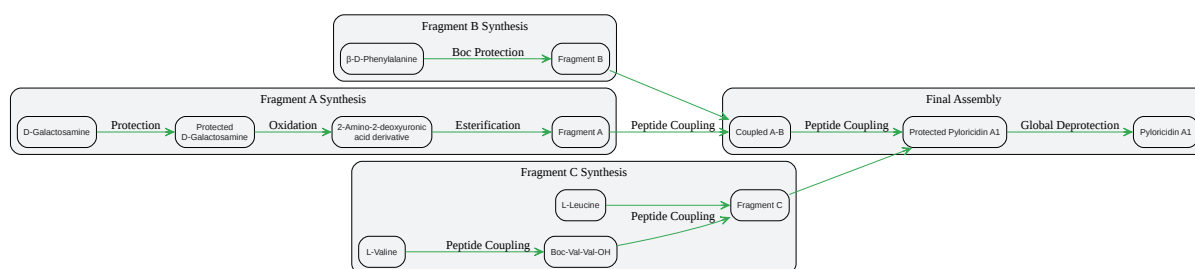 Fragment B Synthesis
β-D-Phenylalanine
Boc Protection
Fragment B
Fragment A Synthesis
D-Galactosamine
Protection
Protected
D-Galactosamine
Oxidation
2-Amino-2-deoxyuronic
acid derivative
Esterification
Fragment A
Peptide Coupling
Final Assembly
Coupled A-B
Peptide Coupling
Protected Pyloricidin A1
Global Deprotection
Pyloricidin A1
Fragment C Synthesis
L-Leucine
Peptide Coupling
Fragment C
L-Valine
Peptide Coupling
Boc-Val-Val-OH